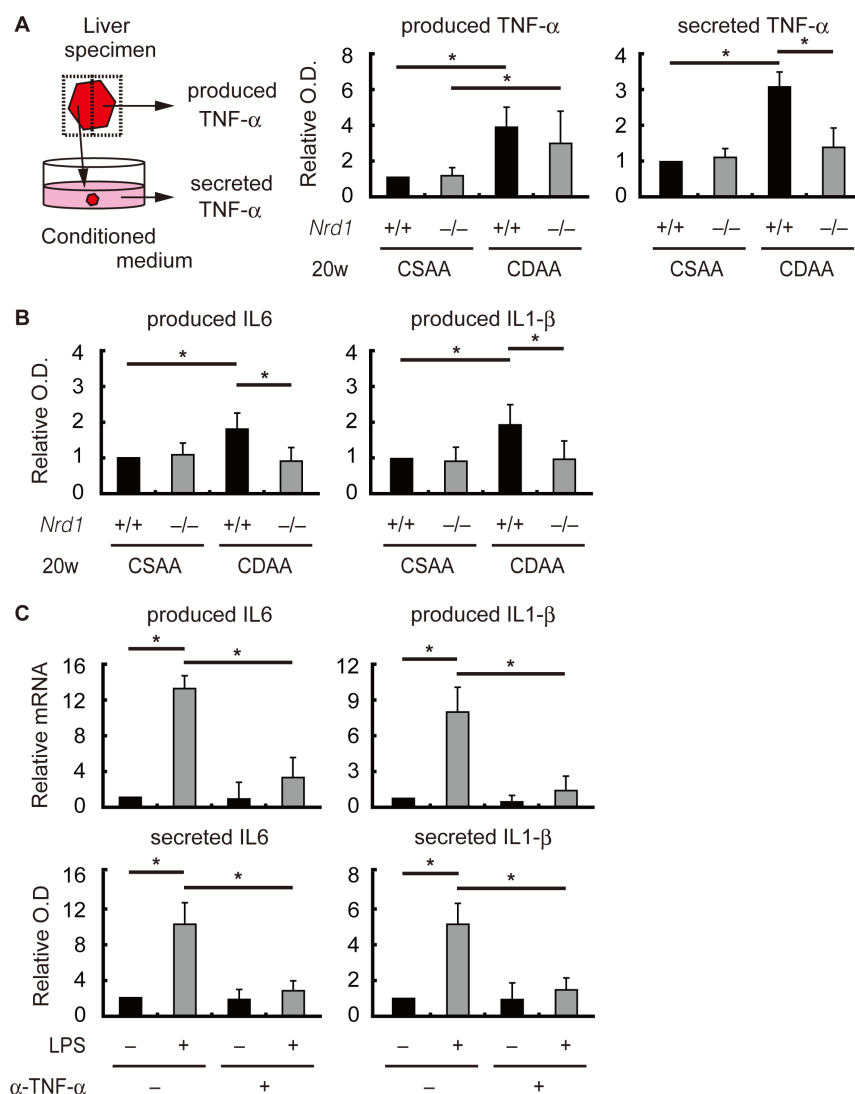 A
Liver
specimen
produced
TNF-α
secreted
TNF-α
Conditioned
medium
produced TNF-α
Relative O.D.
8
6
4
2
0
*
*
Nrd1
+/+ –/– +/+ –/–
20w
CSAA CDAA
secreted TNF-α
4
3
2
1
0
*
*
+/+ –/– +/+ –/–
CSAA CDAA
B
produced IL6
Relative O.D.
4
3
2
1
0
*
*
Nrd1
+/+ –/– +/+ –/–
20w
CSAA CDAA
produced IL1-β
4
3
2
1
0
*
*
+/+ –/– +/+ –/–
CSAA CDAA
C
produced IL6
Relative mRNA
16
12
8
4
0
*
*
produced IL1-β
12
9
6
3
0
*
*
secreted IL6
Relative O.D
16
12
8
4
0
*
*
LPS
– + – +
α-TNF-α
– +
secreted IL1-β
8
6
4
2
0
*
*
– + – +
– +